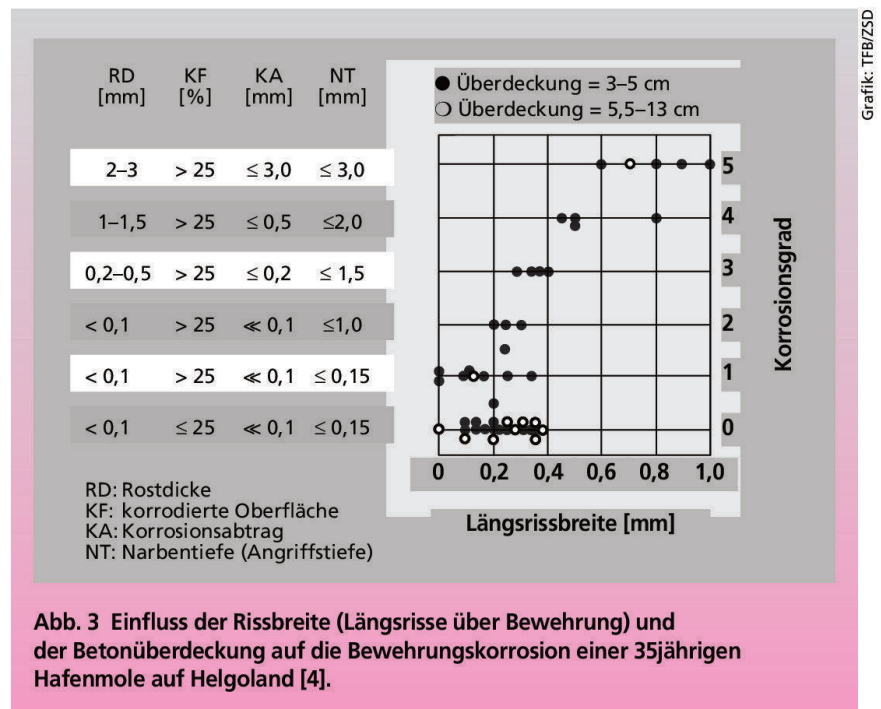 Grafik: TFB/ZSD
RD KF KA NT
[mm] [%] [mm] [mm]
● Überdeckung = 3–5 cm
○ Überdeckung = 5,5–13 cm
2–3 > 25 ≤ 3,0 ≤ 3,0 5
1–1,5 > 25 ≤ 0,5 ≤2,0 4
0,2–0,5 > 25 ≤ 0,2 ≤ 1,5 3
< 0,1 > 25 ≪ 0,1 ≤1,0 2
< 0,1 > 25 ≪ 0,1 ≤ 0,15 1
< 0,1 ≤ 25 ≪ 0,1 ≤ 0,15 0
Korrosionsgrad
0 0,2 0,4 0,6 0,8 1,0
Längsrissbreite [mm]
RD: Rostdicke
KF: korrodierte Oberfläche
KA: Korrosionsabtrag
NT: Narbentiefe (Angriffstiefe)
Abb. 3 Einfluss der Rissbreite (Längsrisse über Bewehrung) und
der Betonüberdeckung auf die Bewehrungskorrosion einer 35jährigen
Hafenmole auf Helgoland [4].